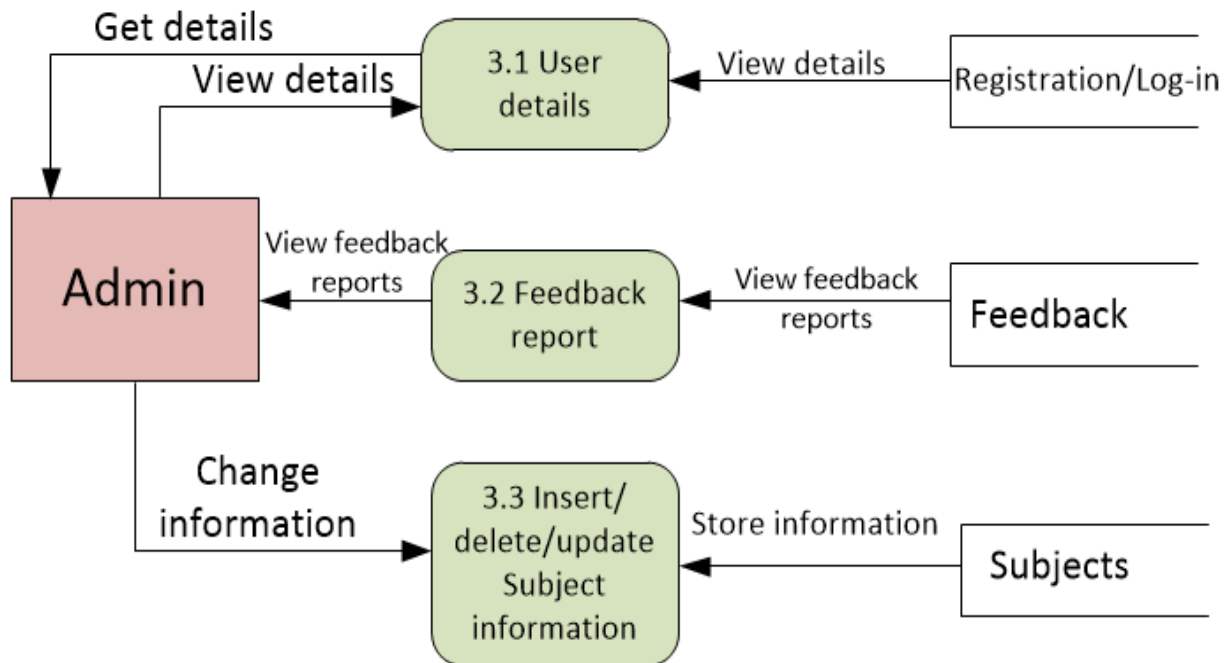 Get details
View details
3.1 User
details
View details
Registration/Log-in
Admin
View feedback
reports
3.2 Feedback
report
View feedback
reports
Feedback
Change
information
3.3 Insert/
delete/update
Subject
information
Store information
Subjects